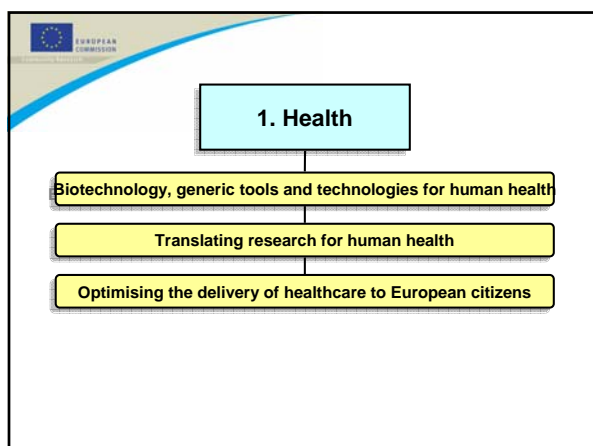 EUROPEAN
COMMISSION
1. Health
Biotechnology, generic tools and technologies for human health
Translating research for human health
Optimising the delivery of healthcare to European citizens